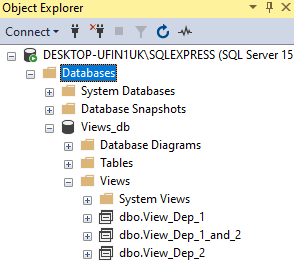 Object Explorer
Connect
DESKTOP-UFIN1UK\SQLEXPRESS (SQL Server 15
Databases
System Databases
Database Snapshots
Views_db
Database Diagrams
Tables
Views
System Views
dbo.View_Dep_1
dbo.View_Dep_1_and_2
dbo.View_Dep_2